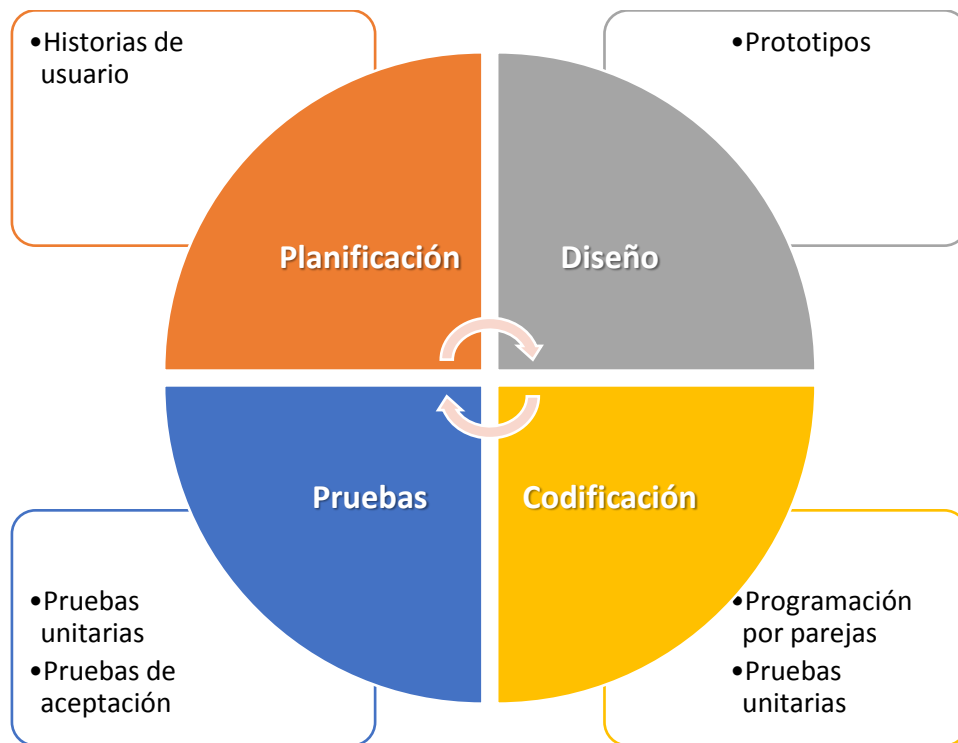 •Historias de
usuario
•Prototipos
Planificación
Diseño
Pruebas
Codificación
•Pruebas
unitarias
•Pruebas de
aceptación
•Programación
por parejas
•Pruebas
unitarias